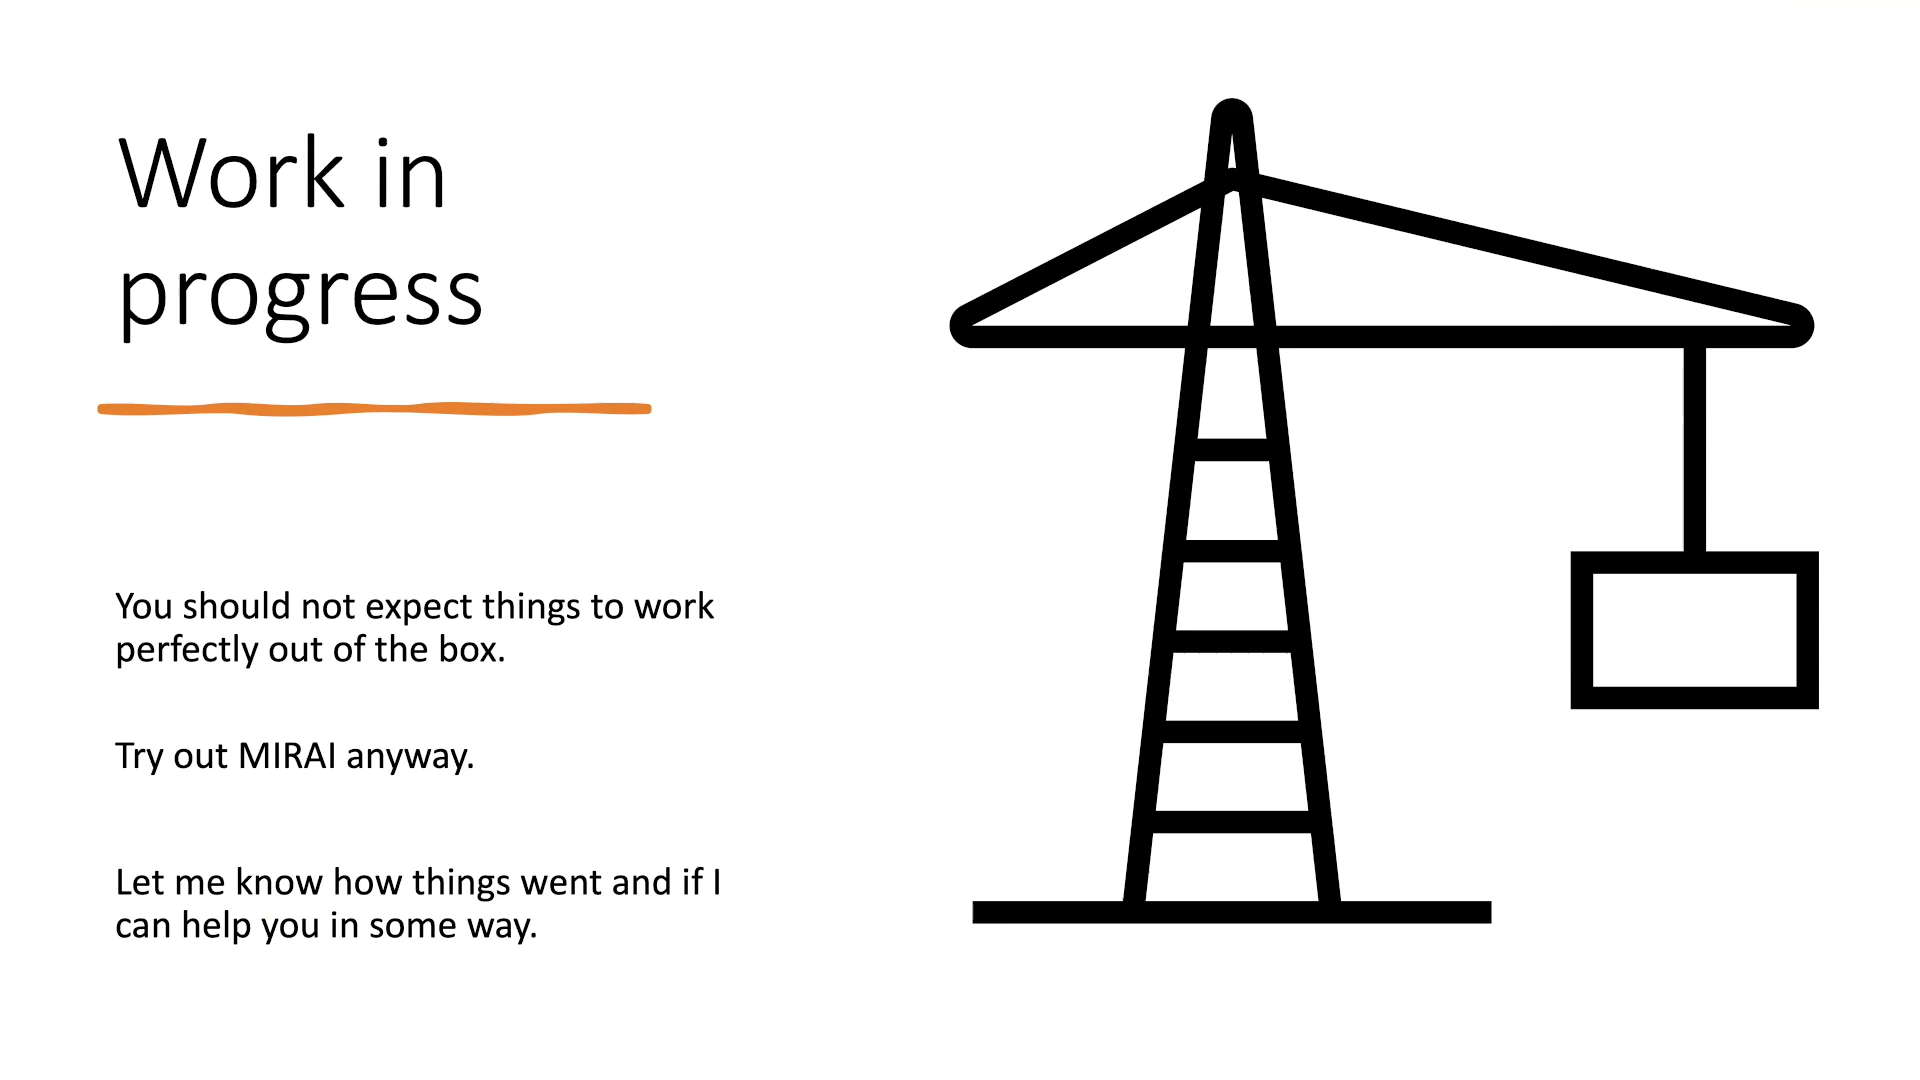 Work in
progress
You should not expect things to work
perfectly out of the box.
Try out MIRAI anyway.
Let me know how things went and if I
can help you in some way.